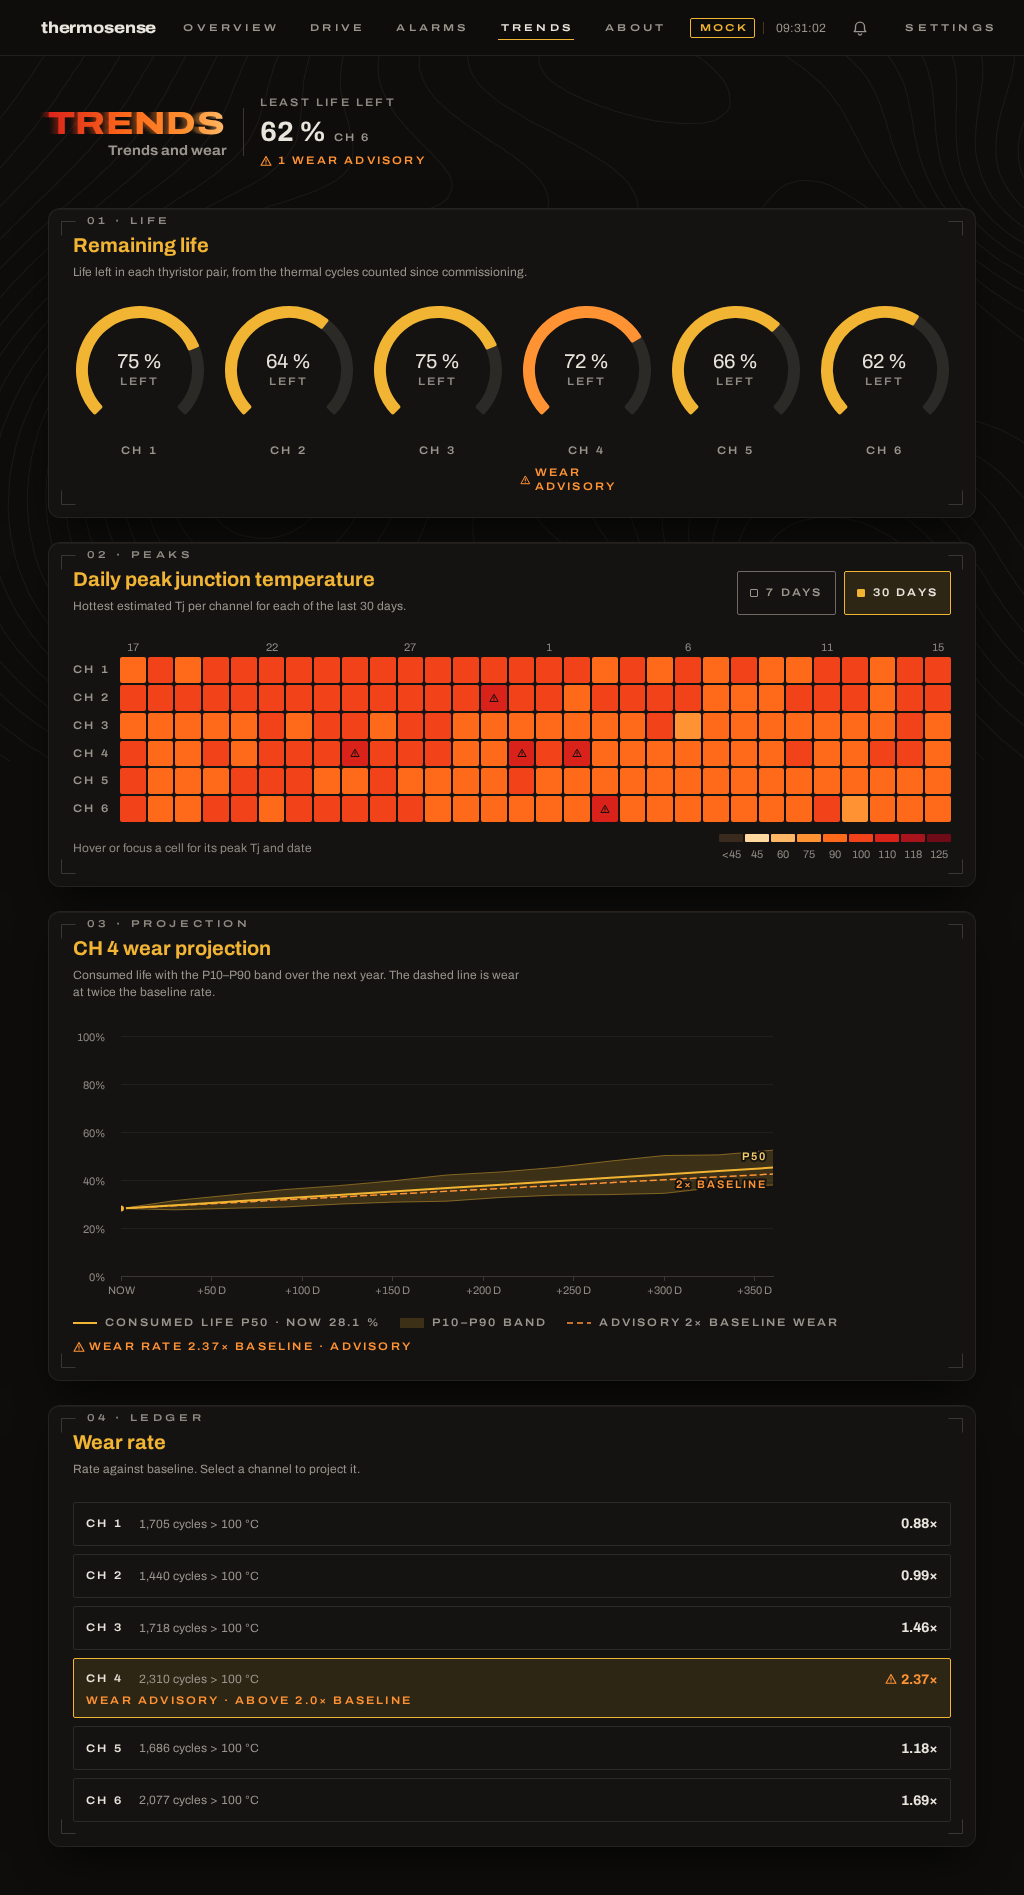 thermosense OVERVIEW DRIVE ALARMS TRENDS ABOUT MOCK 09:31:02 SETTINGS
TRENDS
Trends and wear
LEAST LIFE LEFT
62 % CH 6
1 WEAR ADVISORY
01 · LIFE
Remaining life
Life left in each thyristor pair, from the thermal cycles counted since commissioning.
75 % 64 % 75 % 72 % 66 % 62 %
LEFT LEFT LEFT LEFT LEFT LEFT
CH 1 CH 2 CH 3 CH 4 CH 5 CH 6
WEAR
ADVISORY
02 · PEAKS
Daily peak junction temperature
Hottest estimated Tj per channel for each of the last 30 days.
7 DAYS 30 DAYS
17 22 27 1 6 11 15
CH 1
CH 2
CH 3
CH 4
CH 5
CH 6
Hover or focus a cell for its peak Tj and date
<45 45 60 75 90 100 110 118 125
03 · PROJECTION
CH 4 wear projection
Consumed life with the P10–P90 band over the next year. The dashed line is wear
at twice the baseline rate.
100%
80%
60%
40%
20%
0%
P50
2× BASELINE
NOW +50 D +100 D +150 D +200 D +250 D +300 D +350 D
CONSUMED LIFE P50 · NOW 28.1 % P10–P90 BAND ADVISORY 2× BASELINE WEAR
WEAR RATE 2.37× BASELINE · ADVISORY
04 · LEDGER
Wear rate
Rate against baseline. Select a channel to project it.
CH 1 1,705 cycles > 100 °C 0.88×
CH 2 1,440 cycles > 100 °C 0.99×
CH 3 1,718 cycles > 100 °C 1.46×
CH 4 2,310 cycles > 100 °C 2.37×
WEAR ADVISORY · ABOVE 2.0× BASELINE
CH 5 1,686 cycles > 100 °C 1.18×
CH 6 2,077 cycles > 100 °C 1.69×